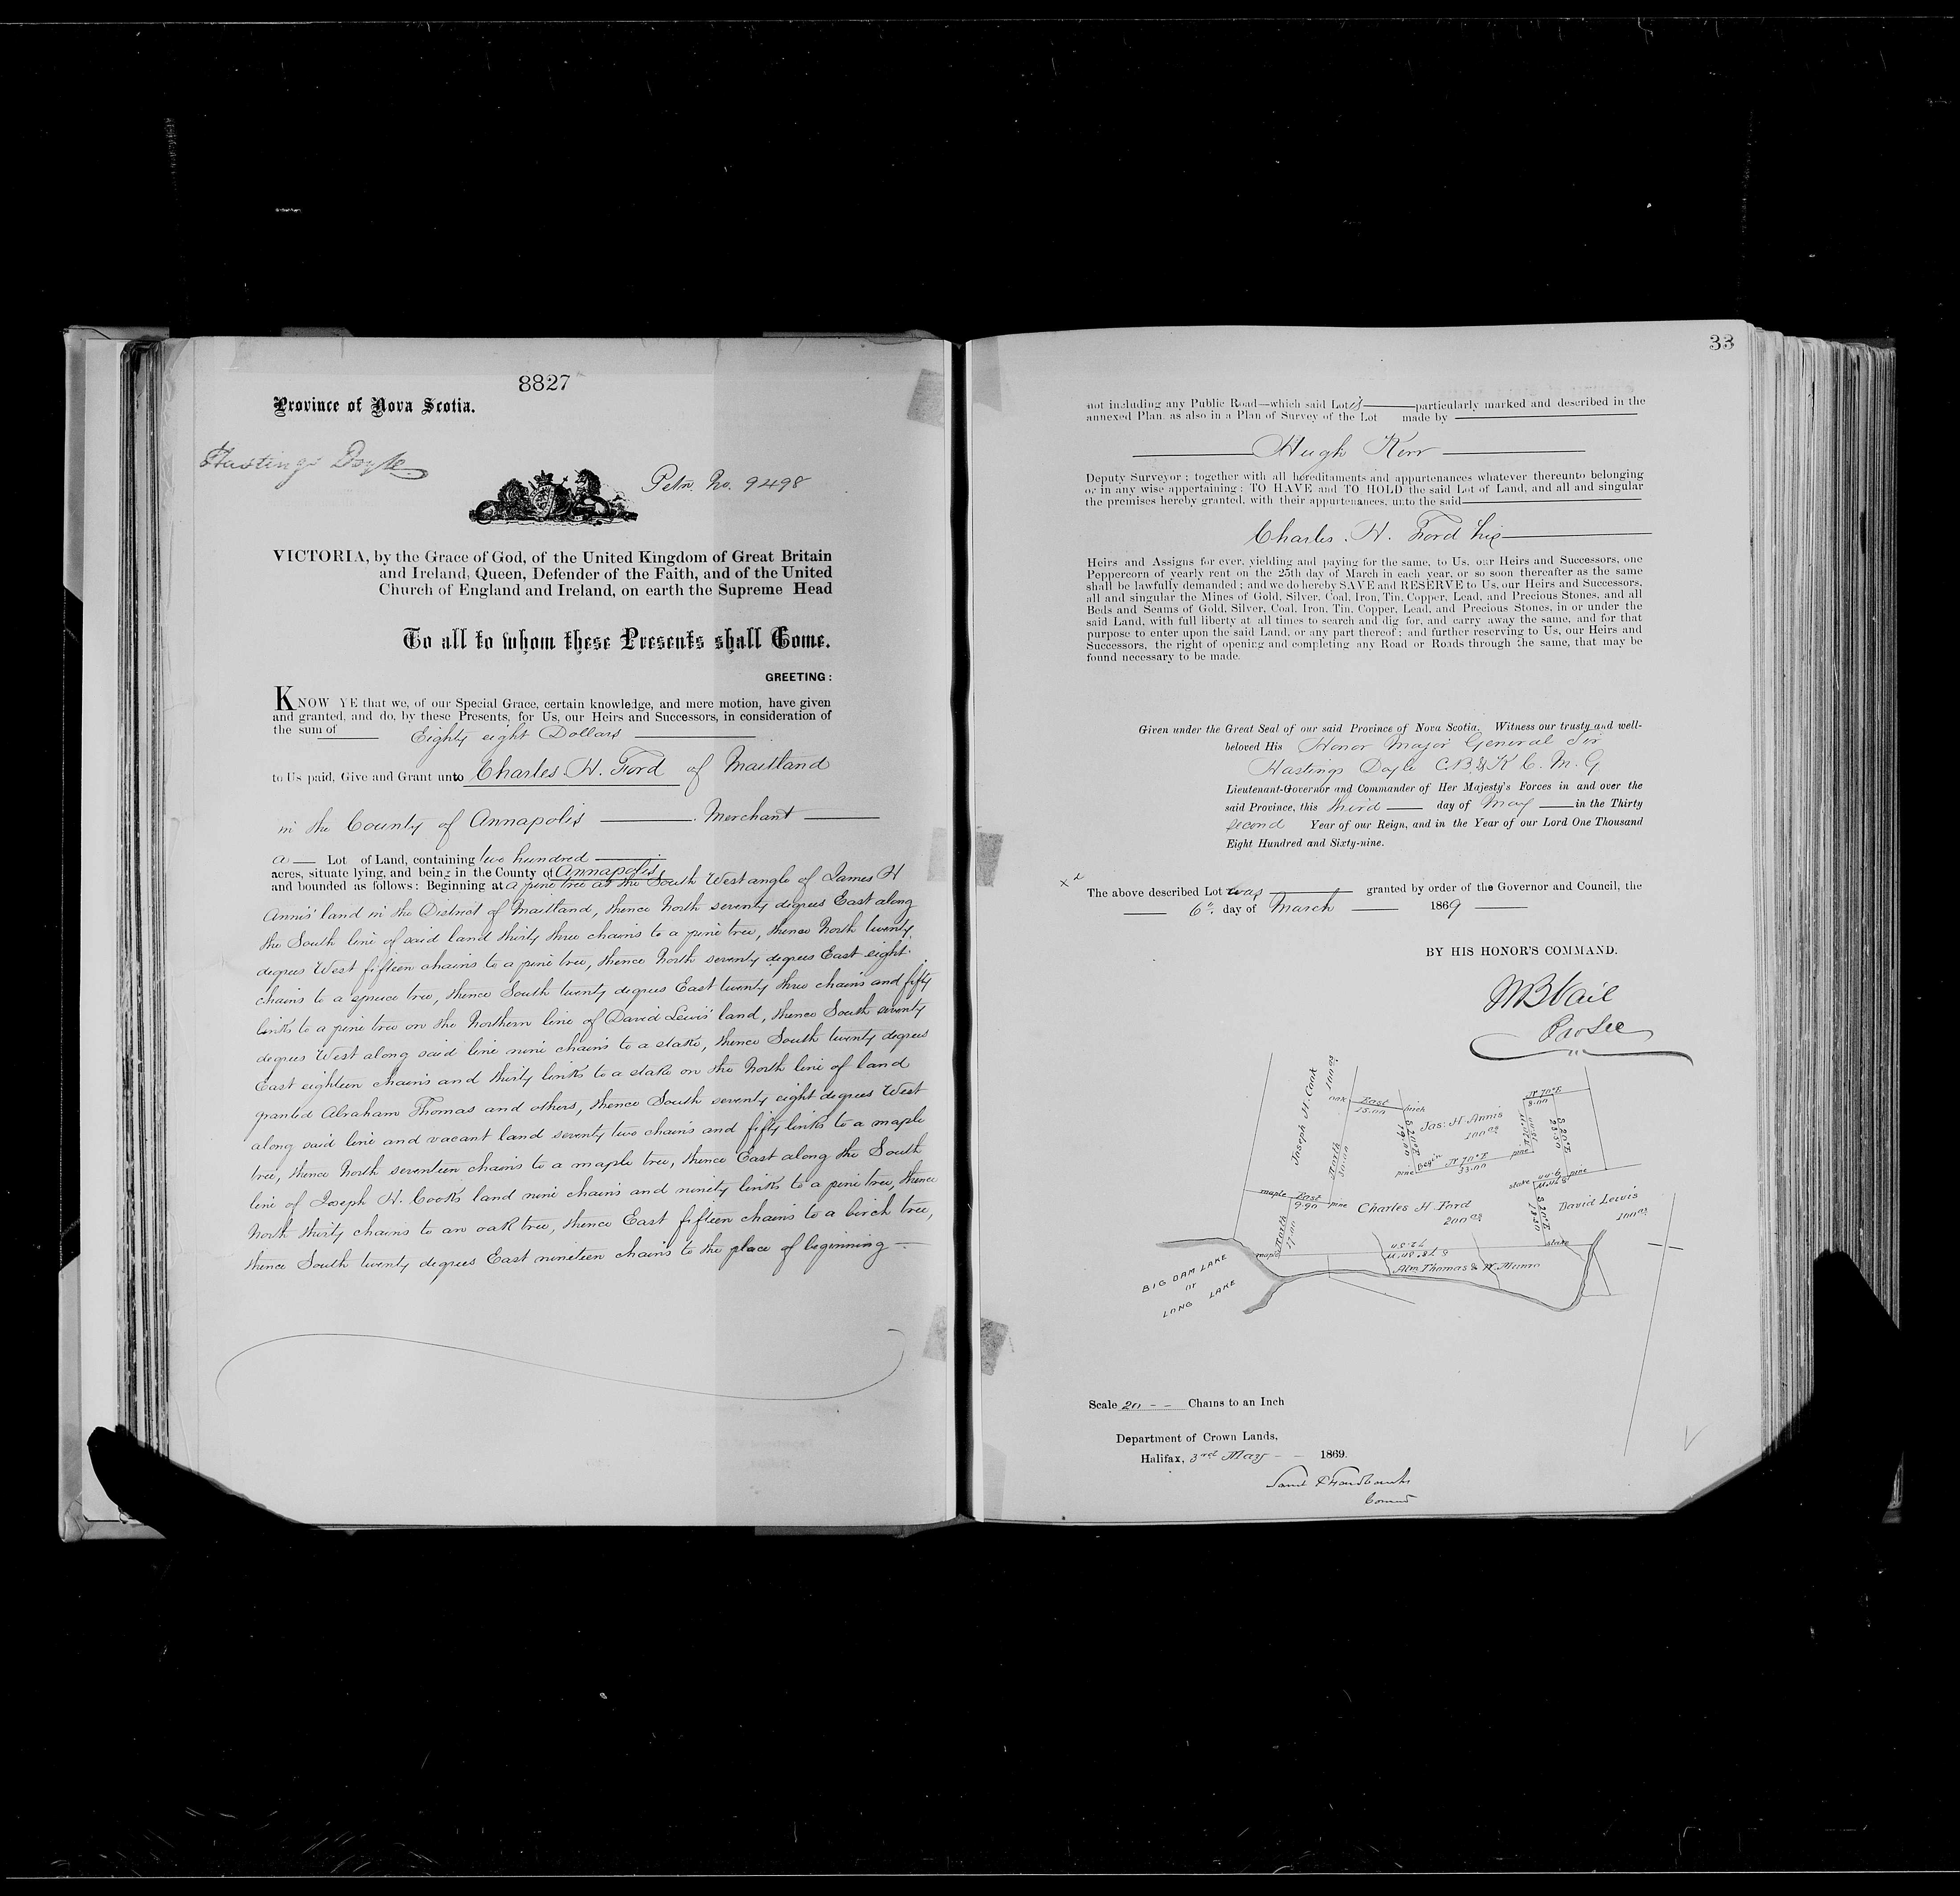 8827
Province of Nova Scotia.
Hastings Doyle
Petn. No. 9498
VICTORIA, by the Grace of God, of the United Kingdom of Great Britain
and Ireland, Queen, Defender of the Faith, and of the United
Church of England and Ireland, on earth the Supreme Head
To all to whom these Presents shall Come.
GREETING:
KNOW YE that we, of our Special Grace, certain knowledge, and mere motion, have given
and granted, and do, by these Presents, for Us, our Heirs and Successors, in consideration of
the sum of Eighty eight Dollars
to Us paid, Give and Grant unto Charles. H. Ford of Maitland
in the County of Annapolis Merchant
a Lot of Land, containing two hundred
acres, situate lying, and being in the County of Annapolis,
and bounded as follows: Beginning at a pine tree at the South West angle of James H
Annis' land in the District of Maitland, thence North seventy degrees East along
the South line of said land thirty three chains to a pine tree, thence North twenty
degrees West fifteen chains to a pine tree, thence North seventy degrees East eight
chains to a spruce tree, thence South twenty degrees East twenty three chains and fifty
links to a pine tree on the Northern line of David Lewis' land, thence South seventy
degrees West along said line nine chains to a stake, thence South twenty degrees
East eighteen chains and thirty links to a stake on the North line of land
granted Abraham Thomas and others, thence South seventy eight degrees West
along said line and vacant land seventy two chains and fifty links to a maple
tree, thence North seventeen chains to a maple tree, thence East along the South
line of Joseph H. Cooks land nine chains and ninety links to a pine tree, thence
North thirty chains to an oak tree, thence East fifteen chains to a birch tree,
thence South twenty degrees East nineteen chains to the place of beginning
33
not including any Public Road—which said Lot is particularly marked and described in the
annexed Plan, as also in a Plan of Survey of the Lot made by
Hugh Kerr
Deputy Surveyor; together with all hereditaments and appurtenances whatever thereunto belonging
or in any wise appertaining: TO HAVE and TO HOLD the said Lot of Land, and all and singular
the premises hereby granted, with their appurtenances, unto the said
Charles. H. Ford his
Heirs and Assigns for ever, yielding and paying for the same, to Us, our Heirs and Successors, one
Peppercorn of yearly rent on the 25th day of March in each year, or so soon thereafter as the same
shall be lawfully demanded; and we do hereby SAVE and RESERVE to Us, our Heirs and Successors,
all and singular the Mines of Gold, Silver, Coal, Iron, Tin, Copper, Lead, and Precious Stones, and all
Beds and Seams of Gold, Silver, Coal, Iron, Tin, Copper, Lead, and Precious Stones, in or under the
said Land, with full liberty at all times to search and dig for, and carry away the same, and for that
purpose to enter upon the said Land, or any part thereof; and further reserving to Us, our Heirs and
Successors, the right of opening and completing any Road or Roads through the same, that may be
found necessary to be made.
Given under the Great Seal of our said Province of Nova Scotia. Witness our trusty and well-
beloved His Honor Major General Sir
Hastings Doyle C.B. & K. C. M. G
Lieutenant-Governor and Commander of Her Majesty's Forces in and over the
said Province, this third day of May in the Thirty
second Year of our Reign, and in the Year of our Lord One Thousand
Eight Hundred and Sixty-nine.
The above described Lot was granted by order of the Governor and Council, the
6" day of March 1869
BY HIS HONOR'S COMMAND.
W B Vail
Pro Sec
Joseph H. Cook
100 as
oak East birch
15.00
Jas: H Annis
100 as
N 70° E
8.00
S 20° E
23.50
S 20° E
19.00
North
30.00
pine Begin N 70° E pine
33.00
maple East pine
9.90
Charles H. Ford
200 as
stake 9.00 pine
S 70° W
David Lewis
100 as
S 20° E
18.30
North
17.00
maple
72.50
S 78° W
stake
Am Thomas & W. Munro
BIG DAM LAKE
or
LONG LAKE
Scale 20 Chains to an Inch
Department of Crown Lands,
Halifax, 3rd May 1869.